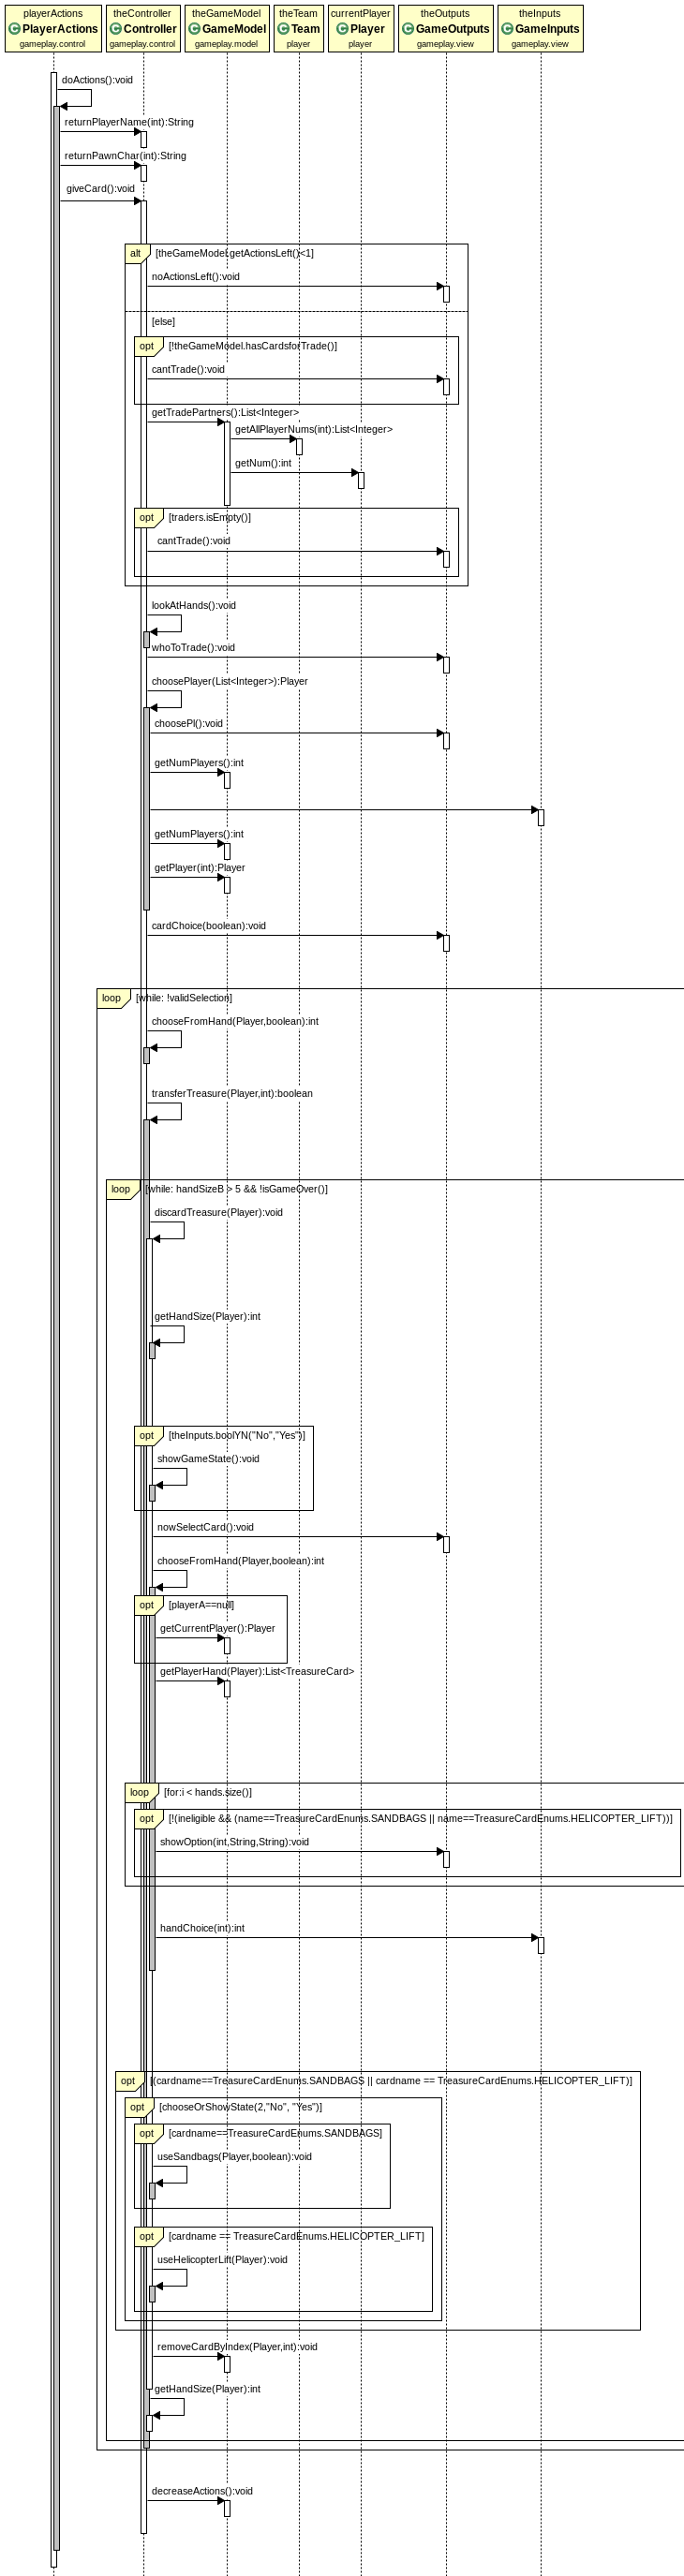 playerActions theController theGameModel theTeam currentPlayer theOutputs theInputs
C PlayerActions C Controller C GameModel C Team C Player C GameOutputs C GameInputs
gameplay.control gameplay.control gameplay.model player player gameplay.view gameplay.view
doActions():void
returnPlayerName(int):String
returnPawnChar(int):String
giveCard():void
alt [theGameModel.getActionsLeft()<1]
noActionsLeft():void
[else]
opt [!theGameModel.hasCardsforTrade()]
cantTrade():void
getTradePartners():List<Integer>
getAllPlayerNums(int):List<Integer>
getNum():int
opt [traders.isEmpty()]
cantTrade():void
lookAtHands():void
whoToTrade():void
choosePlayer(List<Integer>):Player
choosePl():void
getNumPlayers():int
getNumPlayers():int
getPlayer(int):Player
cardChoice(boolean):void
loop [while: !validSelection]
chooseFromHand(Player,boolean):int
transferTreasure(Player,int):boolean
loop [while: handSizeB > 5 && !isGameOver()]
discardTreasure(Player):void
getHandSize(Player):int
opt [theInputs.boolYN("No","Yes")]
showGameState():void
nowSelectCard():void
chooseFromHand(Player,boolean):int
opt [playerA==null]
getCurrentPlayer():Player
getPlayerHand(Player):List<TreasureCard>
loop [for:i < hands.size()]
opt [!(ineligible && (name==TreasureCardEnums.SANDBAGS || name==TreasureCardEnums.HELICOPTER_LIFT))]
showOption(int,String,String):void
handChoice(int):int
opt [(cardname==TreasureCardEnums.SANDBAGS || cardname == TreasureCardEnums.HELICOPTER_LIFT)]
opt [chooseOrShowState(2,"No", "Yes")]
opt [cardname==TreasureCardEnums.SANDBAGS]
useSandbags(Player,boolean):void
opt [cardname == TreasureCardEnums.HELICOPTER_LIFT]
useHelicopterLift(Player):void
removeCardByIndex(Player,int):void
getHandSize(Player):int
decreaseActions():void